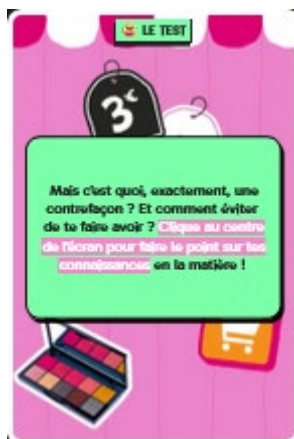 LE TEST
3€
Mais c'est quoi, exactement, une
contrefaçon ? Et comment éviter
de te faire avoir ? Clique au centre
de l'écran pour faire le point sur tes
connaissances en la matière !